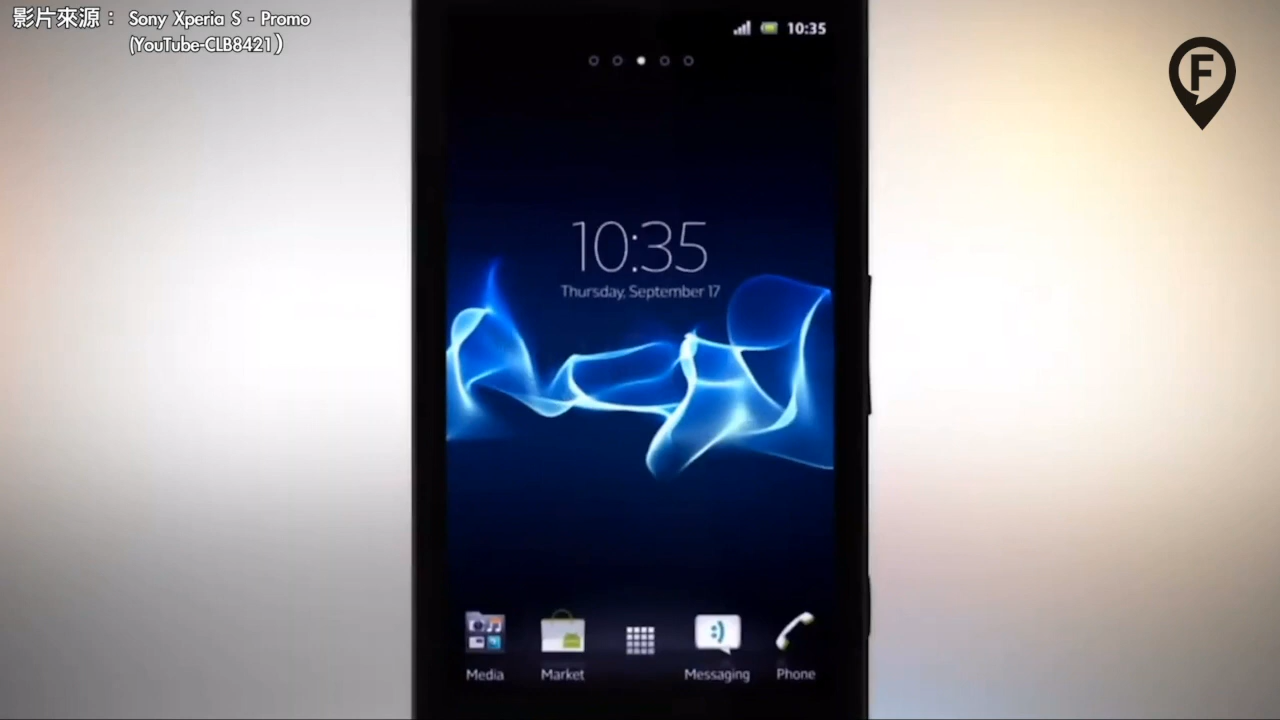 影片來源： Sony Xperia S - Promo
(YouTube-CLB8421）
10:35
F
10:35
Thursday, September 17
Media
Market
Messaging
Phone